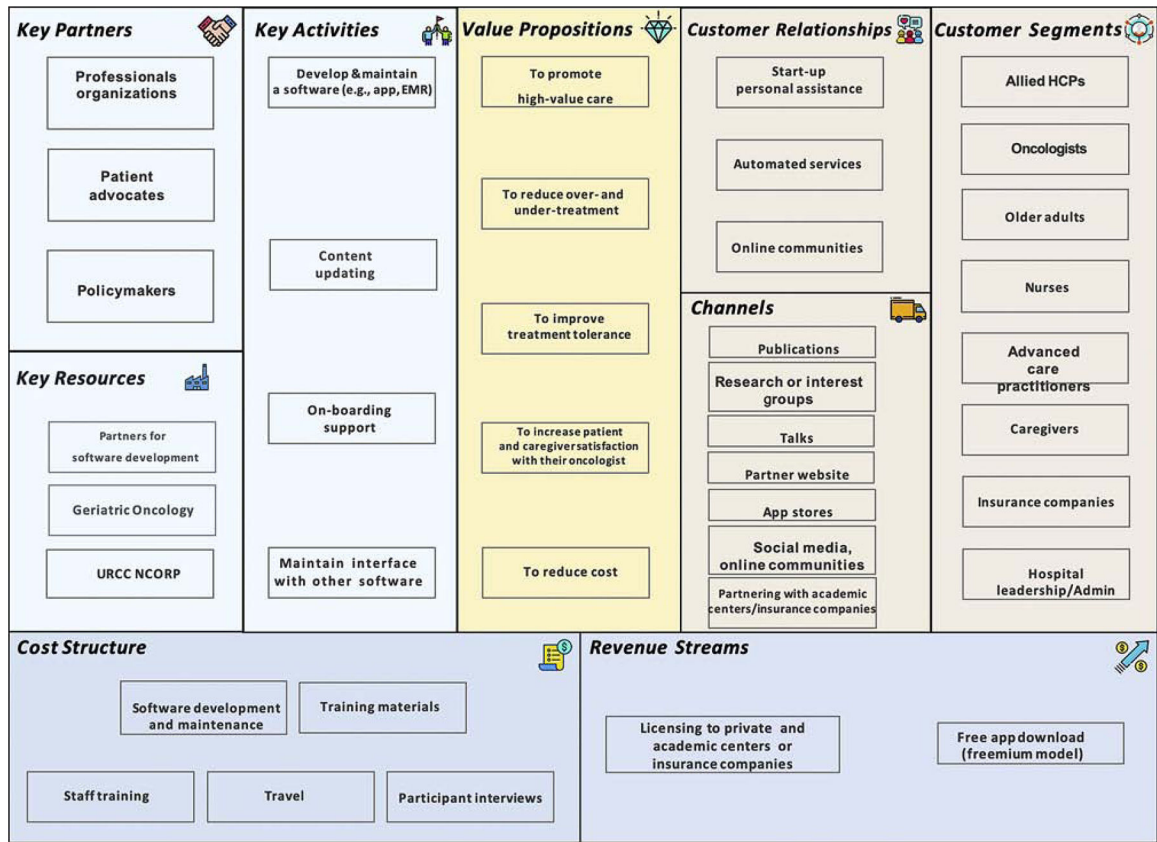 Key Partners
Professionals
organizations
Patient
advocates
Policymakers
Key Resources
Partners for
software development
Geriatric Oncology
URCC NCORP
Key Activities
Develop & maintain
a software (e.g., app, EMR)
Content
updating
On-boarding
support
Maintain interface
with other software
Value Propositions
To promote
high-value care
To reduce over- and
under-treatment
To improve
treatment tolerance
To increase patient
and caregiver satisfaction
with their oncologist
To reduce cost
Customer Relationships
Start-up
personal assistance
Automated services
Online communities
Channels
Publications
Research or interest
groups
Talks
Partner website
App stores
Social media,
online communities
Partnering with academic
centers/insurance companies
Customer Segments
Allied HCPs
Oncologists
Older adults
Nurses
Advanced
care
practitioners
Caregivers
Insurance companies
Hospital
leadership/Admin
Cost Structure
Software development
and maintenance
Training materials
Staff training
Travel
Participant interviews
Revenue Streams
Licensing to private and
academic centers or
insurance companies
Free app download
(freemium model)